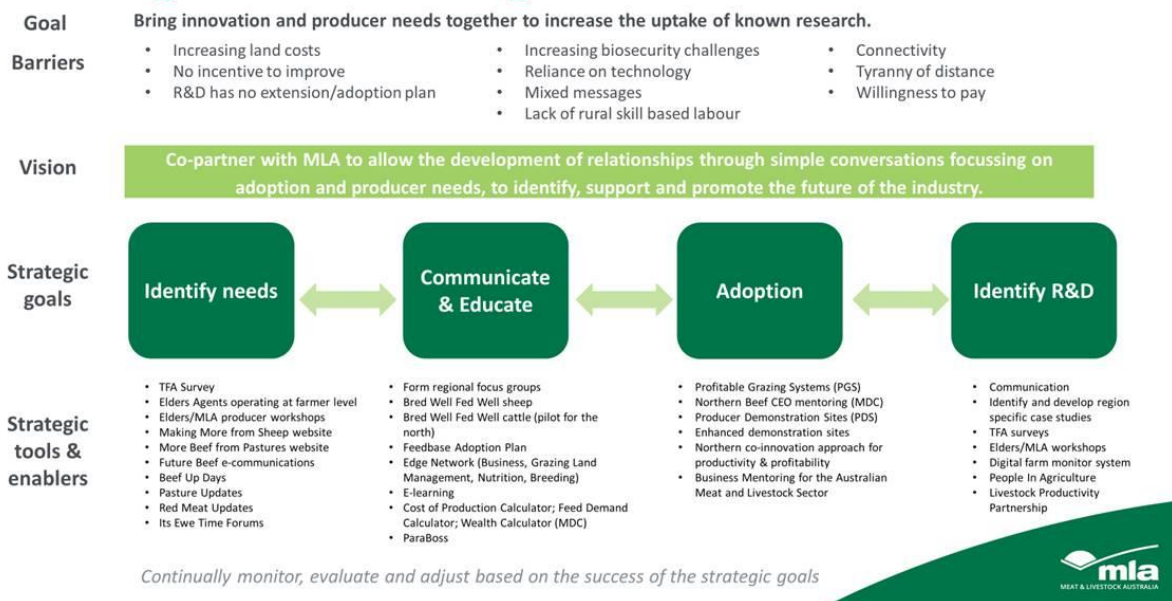 Goal
Bring innovation and producer needs together to increase the uptake of known research.
Barriers
• Increasing land costs
• No incentive to improve
• R&D has no extension/adoption plan
• Increasing biosecurity challenges
• Reliance on technology
• Mixed messages
• Lack of rural skill based labour
• Connectivity
• Tyranny of distance
• Willingness to pay
Vision
Co-partner with MLA to allow the development of relationships through simple conversations focussing on
adoption and producer needs, to identify, support and promote the future of the industry.
Strategic
goals
Identify needs
Communicate
& Educate
Adoption
Identify R&D
Strategic
tools &
enablers
• TFA Survey
• Elders Agents operating at farmer level
• Elders/MLA producer workshops
• Making More from Sheep website
• More Beef from Pastures website
• Future Beef e-communications
• Beef Up Days
• Pasture Updates
• Red Meat Updates
• Its Ewe Time Forums
• Form regional focus groups
• Bred Well Fed Well sheep
• Bred Well Fed Well cattle (pilot for the
north)
• Feedbase Adoption Plan
• Edge Network (Business, Grazing Land
Management, Nutrition, Breeding)
• E-learning
• Cost of Production Calculator; Feed Demand
Calculator; Wealth Calculator (MDC)
• ParaBoss
• Profitable Grazing Systems (PGS)
• Northern Beef CEO mentoring (MDC)
• Producer Demonstration Sites (PDS)
• Enhanced demonstration sites
• Northern co-innovation approach for
productivity & profitability
• Business Mentoring for the Australian
Meat and Livestock Sector
• Communication
• Identify and develop region
specific case studies
• TFA surveys
• Elders/MLA workshops
• Digital farm monitor system
• People In Agriculture
• Livestock Productivity
Partnership
Continually monitor, evaluate and adjust based on the success of the strategic goals
mla
MEAT & LIVESTOCK AUSTRALIA